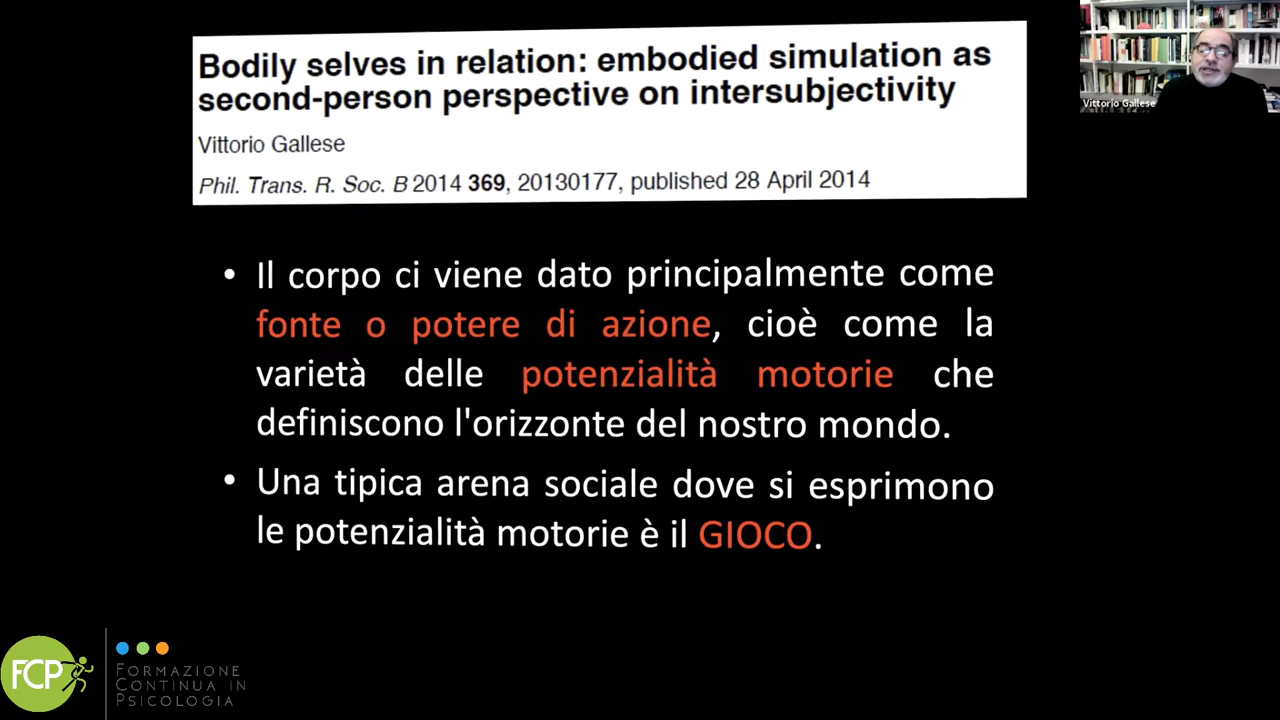 Bodily selves in relation: embodied simulation as
second-person perspective on intersubjectivity
Vittorio Gallese
Phil. Trans. R. Soc. B 2014 369, 20130177, published 28 April 2014
Vittorio Gallese
• Il corpo ci viene dato principalmente come
fonte o potere di azione, cioè come la
varietà delle potenzialità motorie che
definiscono l'orizzonte del nostro mondo.
• Una tipica arena sociale dove si esprimono
le potenzialità motorie è il GIOCO.
FCP
FORMAZIONE
CONTINUA IN
PSICOLOGIA